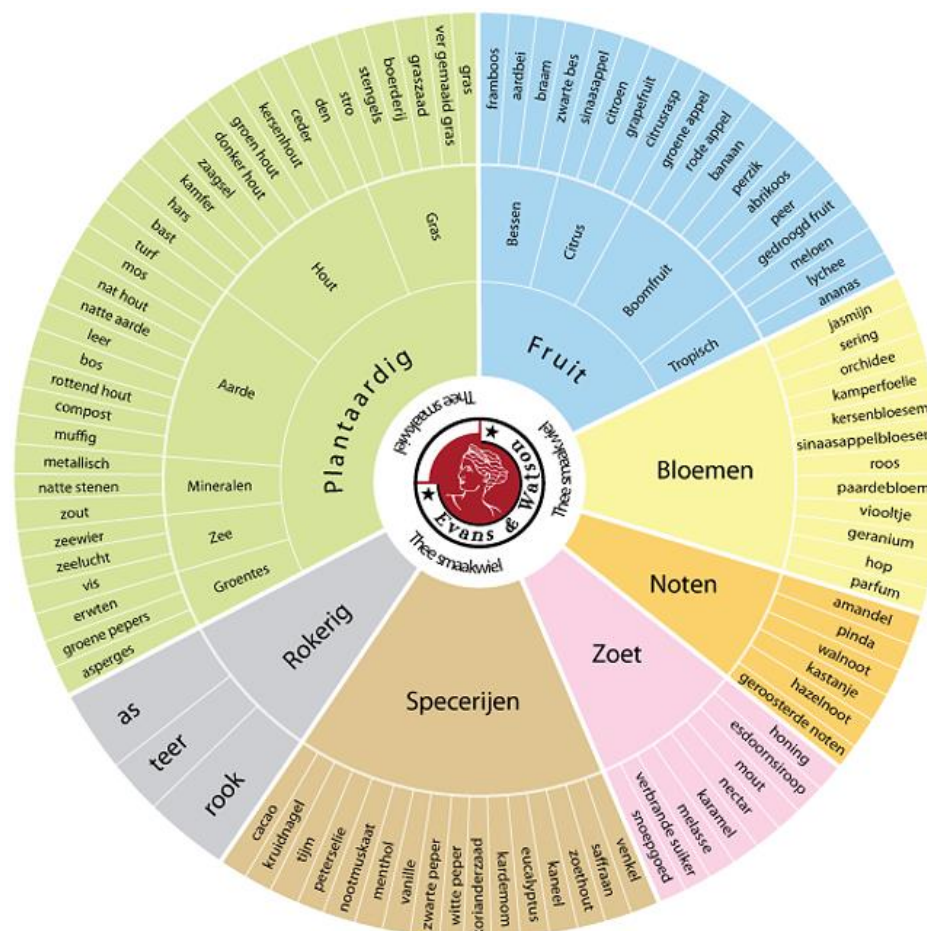 Thee smaakwiel
Thee smaakwiel
Thee smaakwiel
Evans & Watson
Fruit
Bessen
Citrus
Boomfruit
Tropisch
framboos
aardbei
braam
zwarte bes
sinaasappel
citroen
grapefruit
citrusrasp
groene appel
rode appel
banaan
perzik
abrikoos
peer
gedroogd fruit
meloen
lychee
ananas
Bloemen
jasmijn
sering
orchidee
kamperfoelie
kersenbloesem
sinaasappelbloesem
roos
paardebloem
viooltje
geranium
hop
parfum
Noten
amandel
pinda
walnoot
kastanje
hazelnoot
geroosterde noten
Zoet
honing
esdoornsiroop
mout
nectar
karamel
melasse
verbrande suiker
snoepgoed
Specerijen
venkel
saffraan
zoethout
kaneel
eucalyptus
kardemom
korianderzaad
witte peper
zwarte peper
vanille
menthol
nootmuskaat
peterselie
tijm
kruidnagel
cacao
Rokerig
rook
teer
as
Plantaardig
Groentes
Zee
Mineralen
Aarde
Hout
Gras
asperges
groene pepers
erwten
vis
zeelucht
zeewier
zout
natte stenen
metallisch
muffig
compost
rottend hout
bos
leer
natte aarde
nat hout
mos
turf
bast
hars
kamfer
zaagsel
donker hout
groen hout
kersenhout
ceder
den
stro
stengels
boerderij
graszaad
ver gemaaid gras
gras